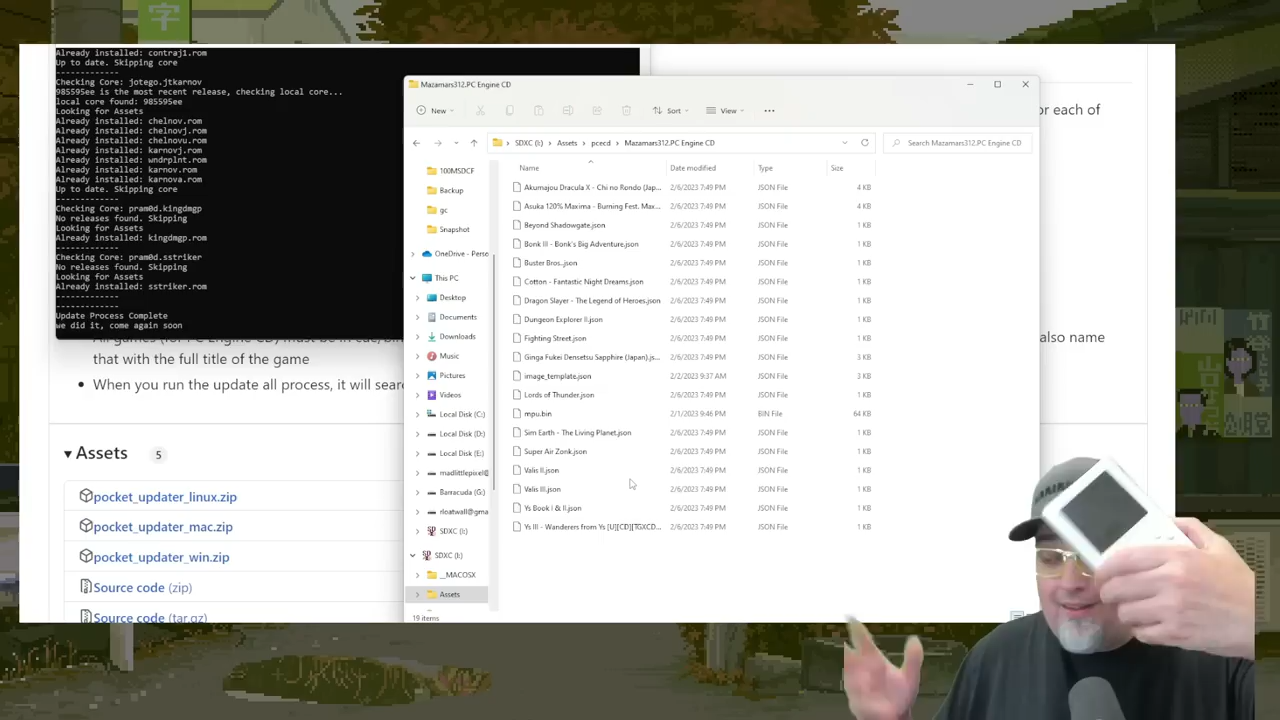 字
Already installed: contraj1.rom
Up to date. Skipping core
-------------
Checking Core: jotego.jtkarnov
985595ee is the most recent release, checking local core...
local core found: 985595ee
Looking for Assets
Already installed: chelnov.rom
Already installed: chelnovj.rom
Already installed: chelnovu.rom
Already installed: karnovj.rom
Already installed: wndrplnt.rom
Already installed: karnov.rom
Already installed: karnova.rom
Up to date. Skipping core
-------------
Checking Core: pram0d.kingdmgp
No releases found. Skipping
Looking for Assets
Already installed: kingdmgp.rom
-------------
Checking Core: pram0d.sstriker
No releases found. Skipping
Looking for Assets
Already installed: sstriker.rom
-------------
-------------
Update Process Complete
we did it, come again soon
or each of
also name
that with the full title of the game
When you run the update all process, it will sear
Assets 5
pocket_updater_linux.zip
pocket_updater_mac.zip
pocket_updater_win.zip
Source code (zip)
Source code (tar.gz)
Mazamars312.PC Engine CD
New
Sort
View
SDXC (I:) > Assets > pcecd > Mazamars312.PC Engine CD
Search Mazamars312.PC Engine CD
100MSDCF
Backup
gc
Snapshot
OneDrive - Perso
This PC
Desktop
Documents
Downloads
Music
Pictures
Videos
Local Disk (C:)
Local Disk (D:)
Local Disk (E:)
madlittlepixel@
Barracuda (G:)
rloatwall@gma
SDXC (I:)
SDXC (I:)
__MACOSX
Assets
Name Date modified Type Size
Akumajou Dracula X - Chi no Rondo (Jap... 2/6/2023 7:49 PM JSON File 4 KB
Asuka 120% Maxima - Burning Fest. Max... 2/6/2023 7:49 PM JSON File 4 KB
Beyond Shadowgate.json 2/6/2023 7:49 PM JSON File 1 KB
Bonk III - Bonk's Big Adventure.json 2/6/2023 7:49 PM JSON File 1 KB
Buster Bros..json 2/6/2023 7:49 PM JSON File 1 KB
Cotton - Fantastic Night Dreams.json 2/6/2023 7:49 PM JSON File 1 KB
Dragon Slayer - The Legend of Heroes.json 2/6/2023 7:49 PM JSON File 1 KB
Dungeon Explorer II.json 2/6/2023 7:49 PM JSON File 1 KB
Fighting Street.json 2/6/2023 7:49 PM JSON File 1 KB
Ginga Fukei Densetsu Sapphire (Japan).js... 2/6/2023 7:49 PM JSON File 3 KB
image_template.json 2/2/2023 9:37 AM JSON File 3 KB
Lords of Thunder.json 2/6/2023 7:49 PM JSON File 1 KB
mpu.bin 2/1/2023 9:46 PM BIN File 64 KB
Sim Earth - The Living Planet.json 2/6/2023 7:49 PM JSON File 1 KB
Super Air Zonk.json 2/6/2023 7:49 PM JSON File 1 KB
Valis II.json 2/6/2023 7:49 PM JSON File 1 KB
Valis III.json 2/6/2023 7:49 PM JSON File 1 KB
Ys Book I & II.json 2/6/2023 7:49 PM JSON File 1 KB
Ys III - Wanderers from Ys [U][CD][TGXCD... 2/6/2023 7:49 PM JSON File 1 KB
19 items